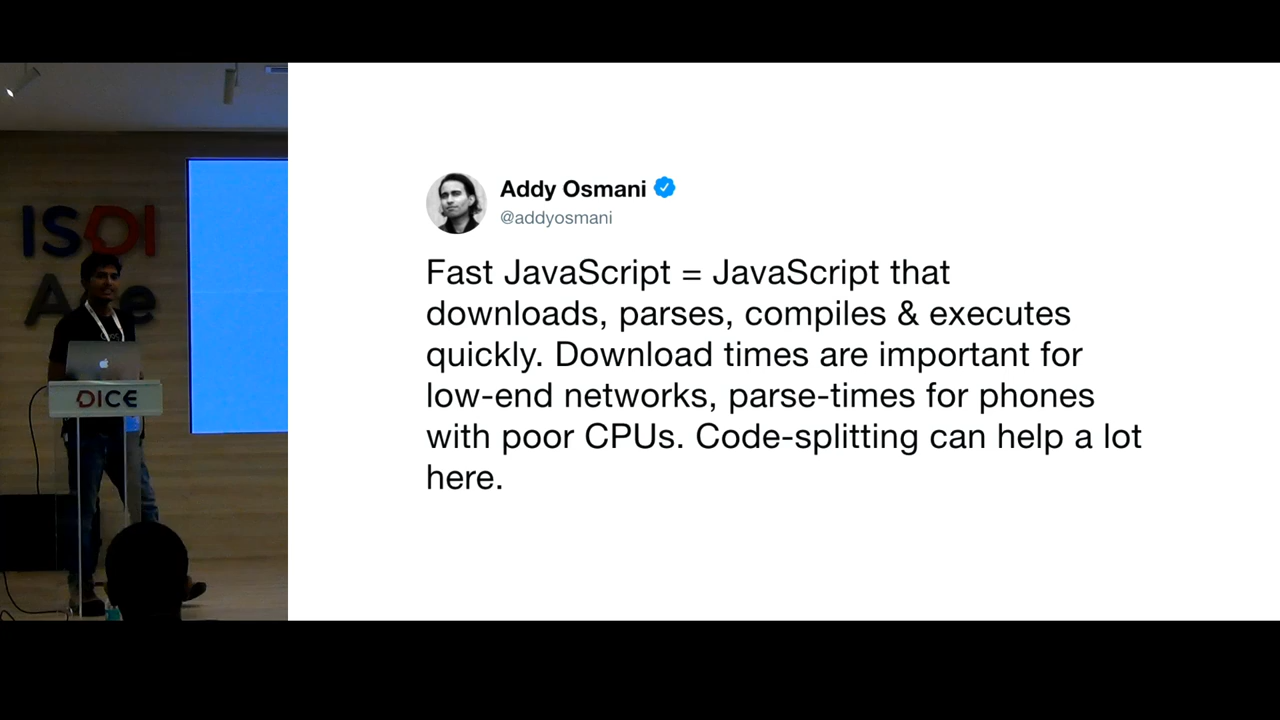 ISDI
DICE
Addy Osmani
@addyosmani
Fast JavaScript = JavaScript that
downloads, parses, compiles & executes
quickly. Download times are important for
low-end networks, parse-times for phones
with poor CPUs. Code-splitting can help a lot
here.